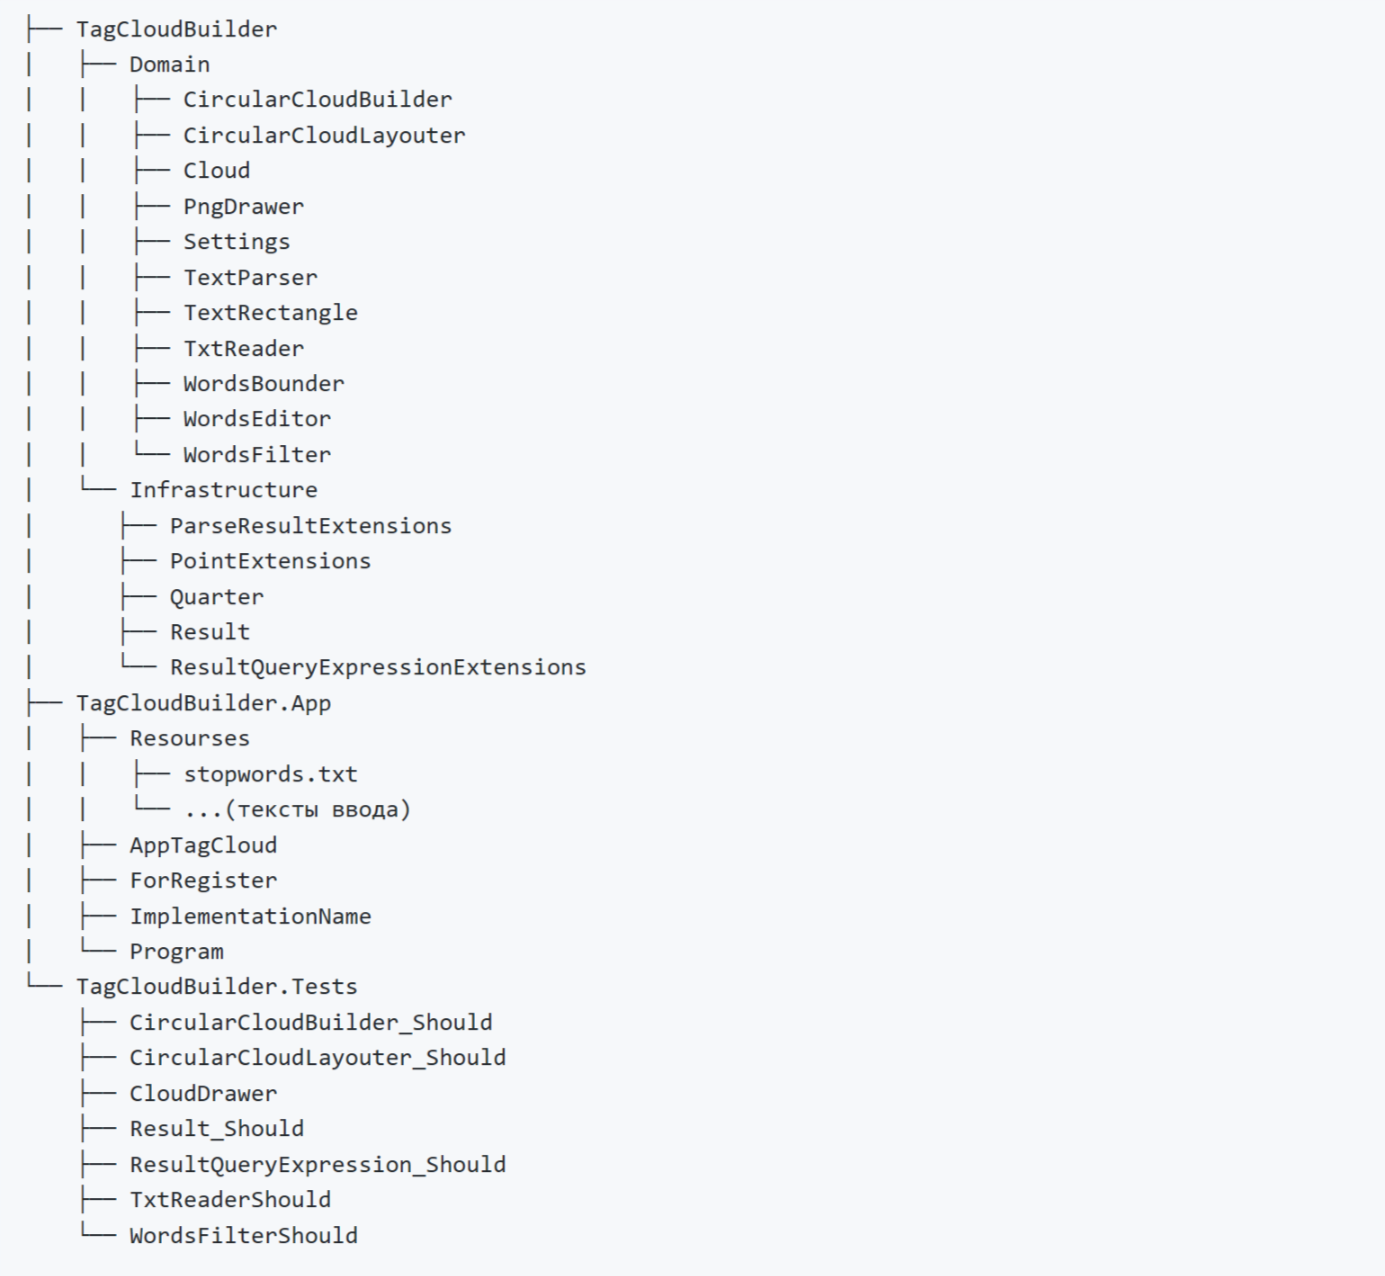 ├── TagCloudBuilder
│   ├── Domain
│   │   ├── CircularCloudBuilder
│   │   ├── CircularCloudLayouter
│   │   ├── Cloud
│   │   ├── PngDrawer
│   │   ├── Settings
│   │   ├── TextParser
│   │   ├── TextRectangle
│   │   ├── TxtReader
│   │   ├── WordsBounder
│   │   ├── WordsEditor
│   │   └── WordsFilter
│   └── Infrastructure
│      ├── ParseResultExtensions
│      ├── PointExtensions
│      ├── Quarter
│      ├── Result
│      └── ResultQueryExpressionExtensions
├── TagCloudBuilder.App
│   ├── Resourses
│   │   ├── stopwords.txt
│   │   └── ...(тексты ввода)
│   ├── AppTagCloud
│   ├── ForRegister
│   ├── ImplementationName
│   └── Program
└── TagCloudBuilder.Tests
    ├── CircularCloudBuilder_Should
    ├── CircularCloudLayouter_Should
    ├── CloudDrawer
    ├── Result_Should
    ├── ResultQueryExpression_Should
    ├── TxtReaderShould
    └── WordsFilterShould